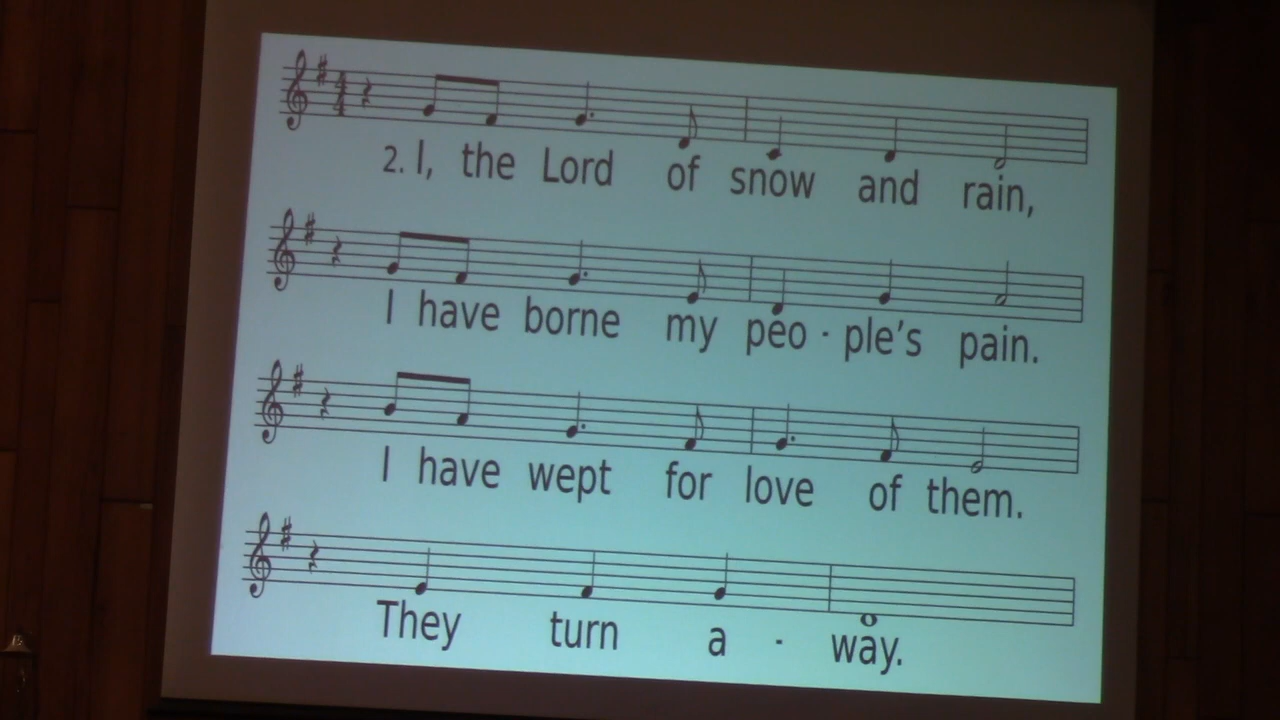 2. I, the Lord of snow and rain,
I have borne my peo - ple's pain.
I have wept for love of them.
They turn a - way.